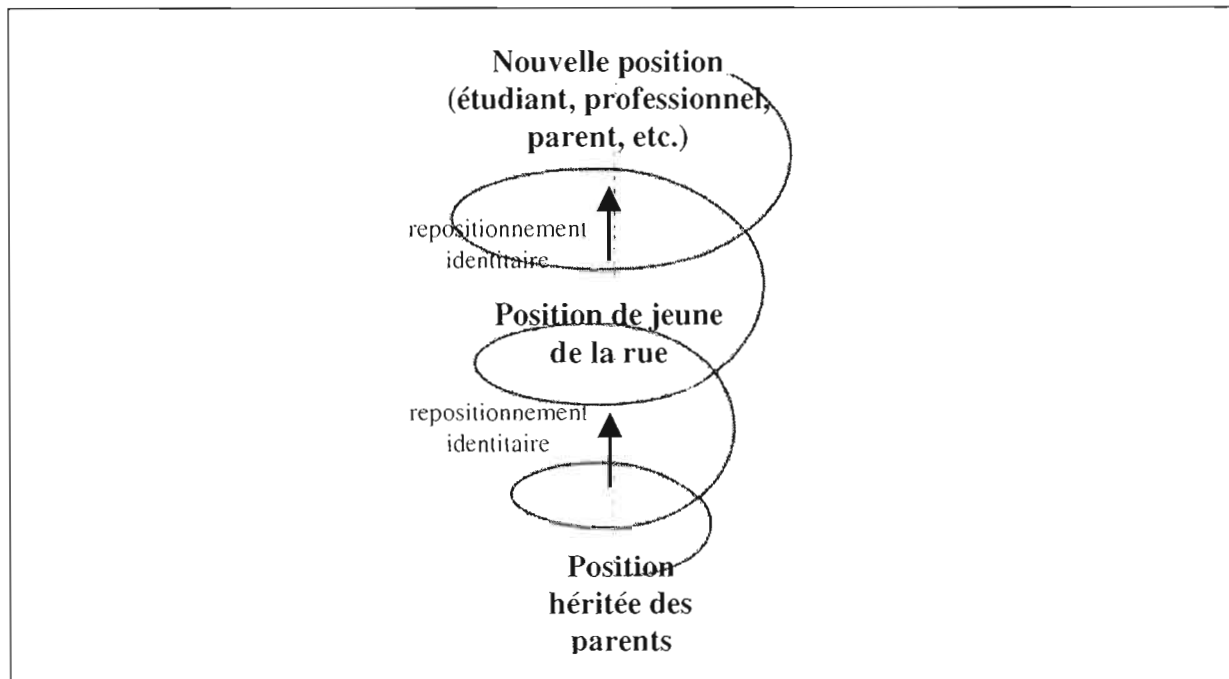 Nouvelle position
(étudiant, professionnel,
parent, etc.)
repositionnement
identitaire
Position de jeune
de la rue
repositionnement
identitaire
Position
héritée des
parents